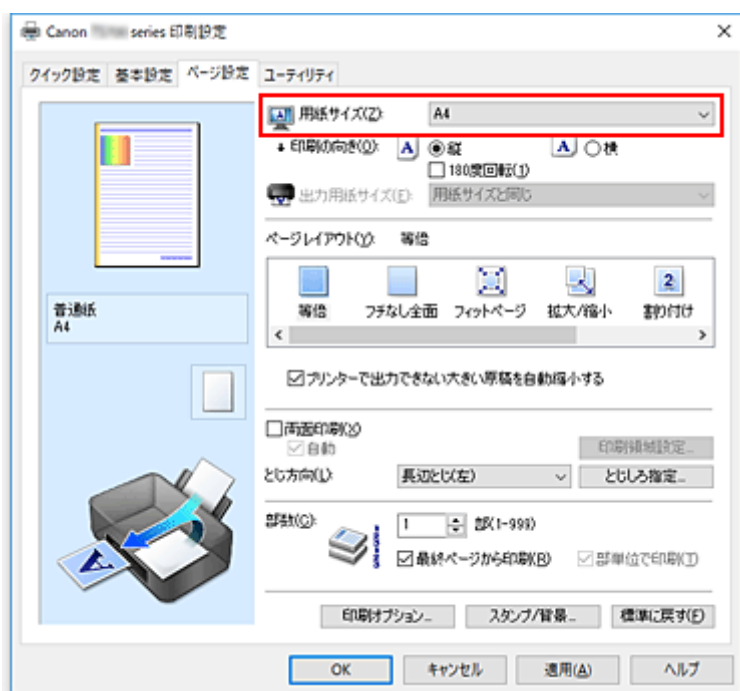 Canon series 印刷設定
クイック設定 基本設定 ページ設定 ユーティリティ
用紙サイズ(Z): A4
印刷の向き(O): A 縦 A 横
180度回転(1)
出力用紙サイズ(E): 用紙サイズと同じ
ページレイアウト(Y): 等倍
等倍 フチなし全面 フィットページ 拡大/縮小 割り付け
普通紙
A4
プリンターで出力できない大きい原稿を自動縮小する
両面印刷(X)
自動 印刷領域設定...
とじ方向(L): 長辺とじ(左) とじしろ指定...
部数(C): 1 部(1-999)
最終ページから印刷(R) 部単位で印刷(T)
印刷オプション... スタンプ/背景... 標準に戻す(F)
OK キャンセル 適用(A) ヘルプ